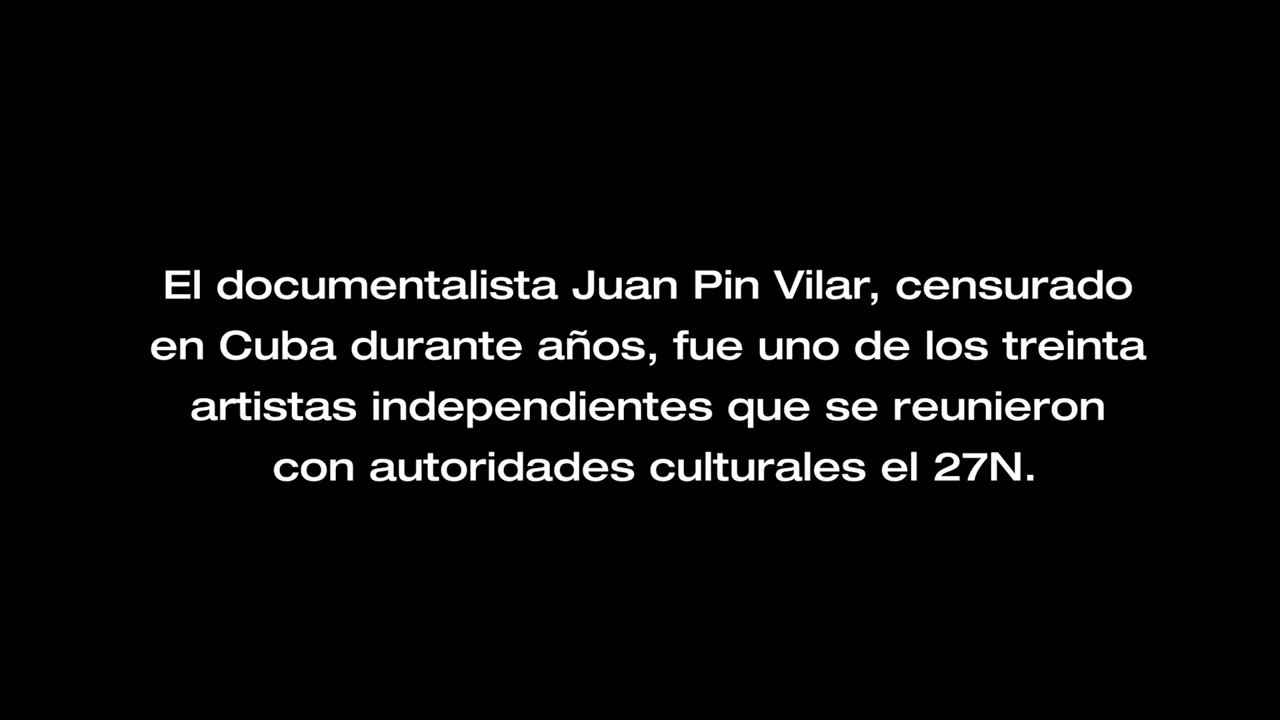 El documentalista Juan Pin Vilar, censurado
en Cuba durante años, fue uno de los treinta
artistas independientes que se reunieron
con autoridades culturales el 27N.